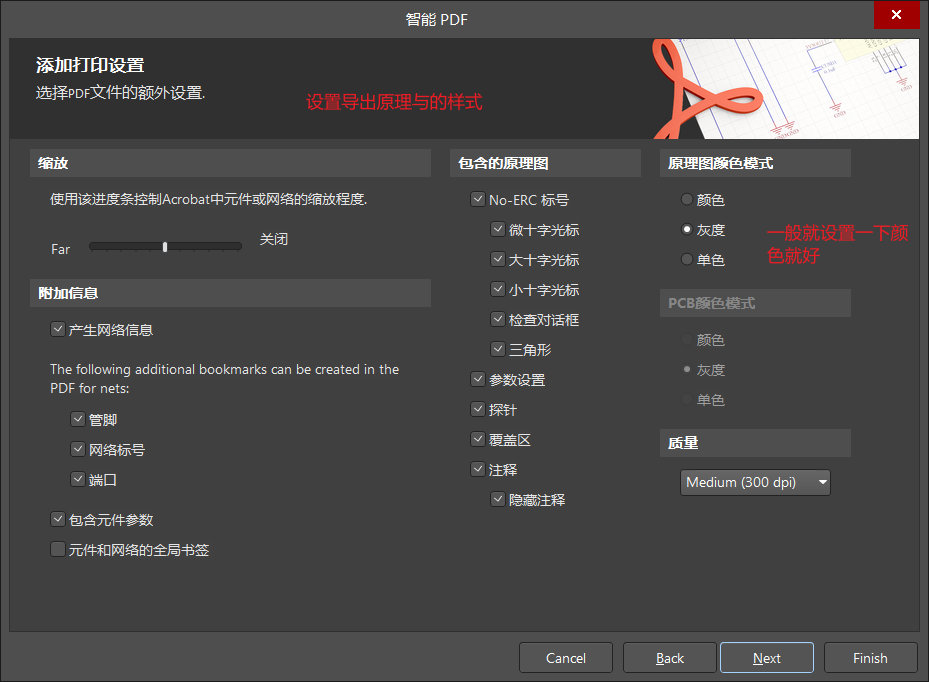 智能 PDF
添加打印设置
选择PDF文件的额外设置.
设置导出原理与的样式
缩放
使用该进度条控制Acrobat中元件或网络的缩放程度.
Far
关闭
附加信息
产生网络信息
The following additional bookmarks can be created in the
PDF for nets:
管脚
网络标号
端口
包含元件参数
元件和网络的全局书签
包含的原理图
No-ERC 标号
微十字光标
大十字光标
小十字光标
检查对话框
三角形
参数设置
探针
覆盖区
注释
隐藏注释
原理图颜色模式
颜色
灰度
单色
一般就设置一下颜
色就好
PCB颜色模式
颜色
灰度
单色
质量
Medium (300 dpi)
Cancel
Back
Next
Finish